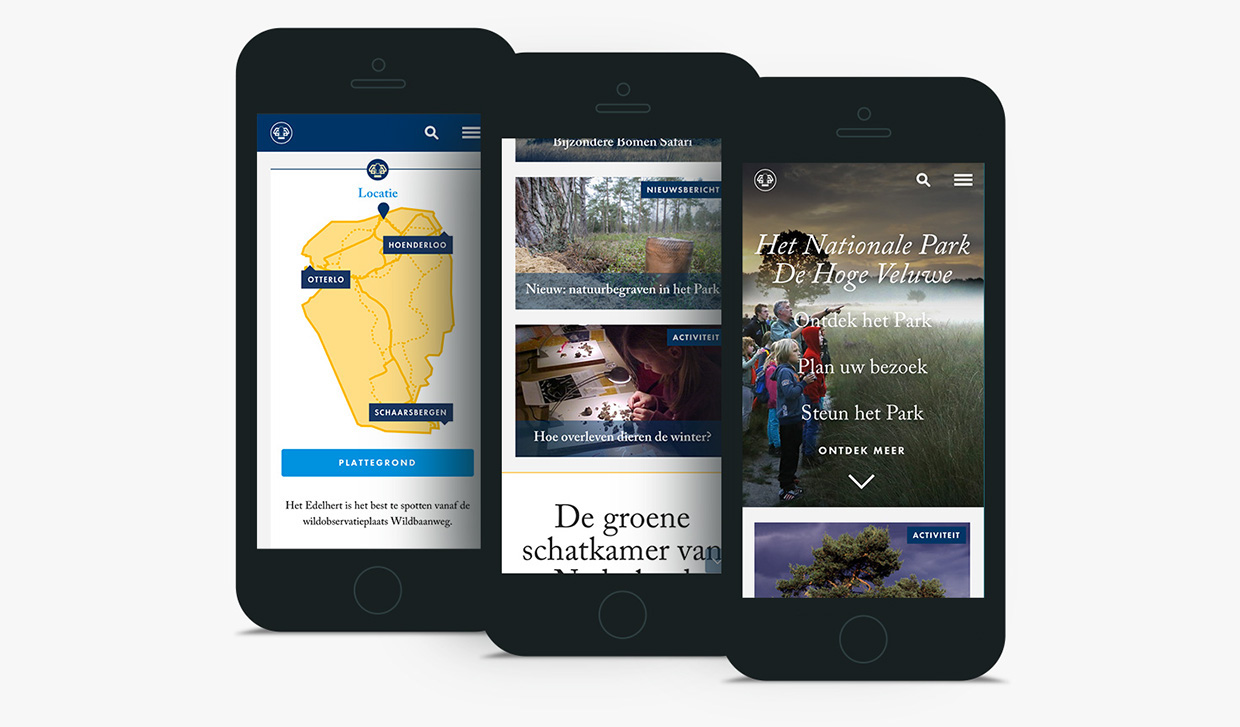 Locatie
HOENDERLOO
OTTERLO
SCHAARSBERGEN
PLATTEGROND
Het Edelhert is het best te spotten vanaf de
wildobservatieplaats Wildbaanweg.
Bijzondere Bomen Safari
NIEUWSBERICHT
Nieuw: natuurbegraven in het Park
ACTIVITEIT
Hoe overleven dieren de winter?
De groene
schatkamer van
Het Nationale Park
De Hoge Veluwe
Ontdek het Park
Plan uw bezoek
Steun het Park
ONTDEK MEER
ACTIVITEIT